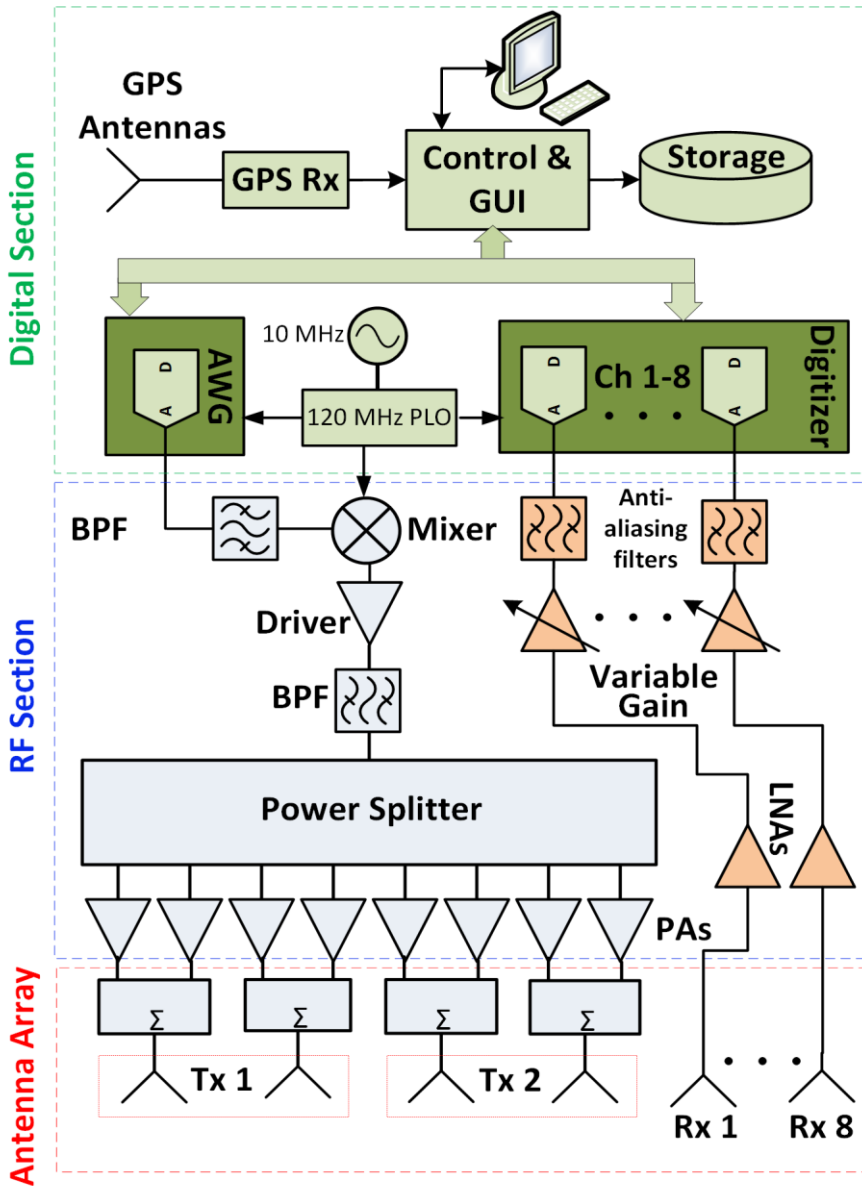 Digital Section
GPS
Antennas
GPS Rx
Control &
GUI
Storage
10 MHz
120 MHz PLO
D
A
AWG
D
A
Ch 1-8
D
A
Digitizer
RF Section
BPF
Mixer
Anti-
aliasing
filters
Driver
BPF
Variable
Gain
Power Splitter
LNAs
PAs
Antenna Array
Σ
Σ
Σ
Σ
Tx 1
Tx 2
Rx 1
Rx 8